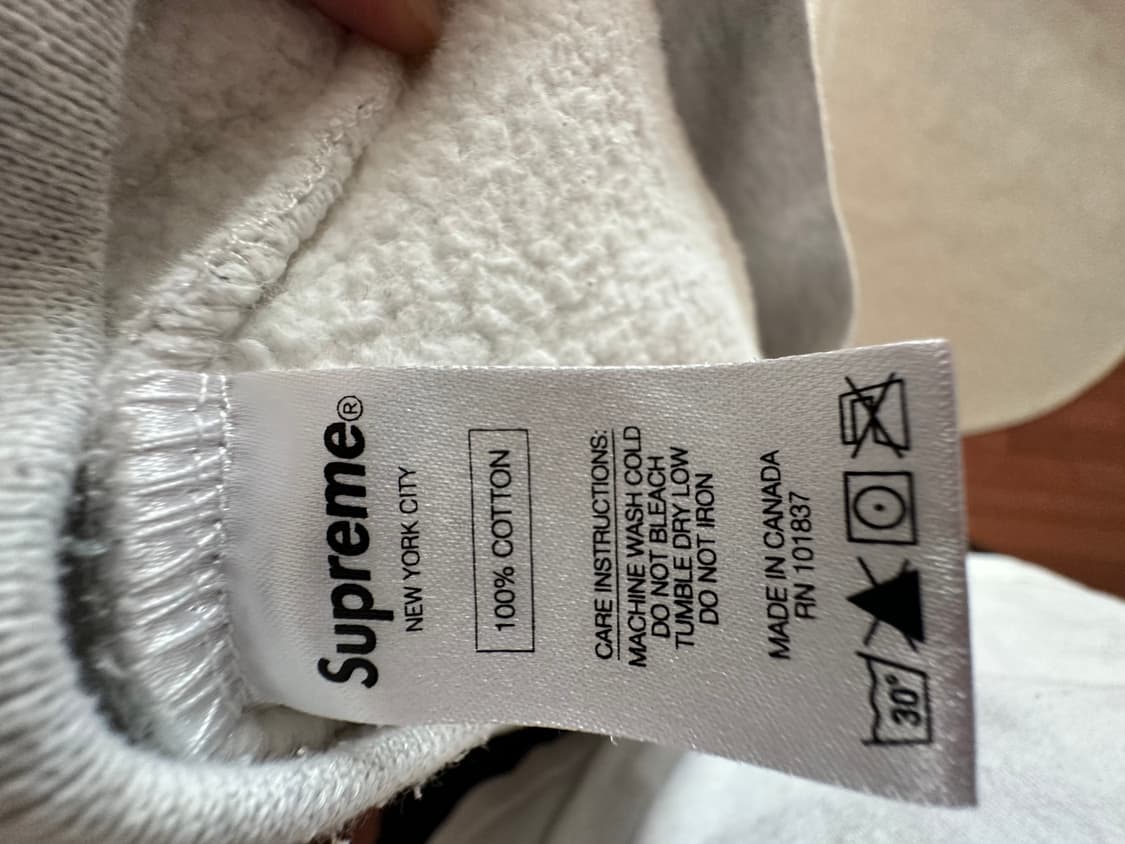 Supreme®
NEW YORK CITY
100% COTTON
CARE INSTRUCTIONS:
MACHINE WASH COLD
DO NOT BLEACH
TUMBLE DRY LOW
DO NOT IRON
MADE IN CANADA
RN 101837
30°